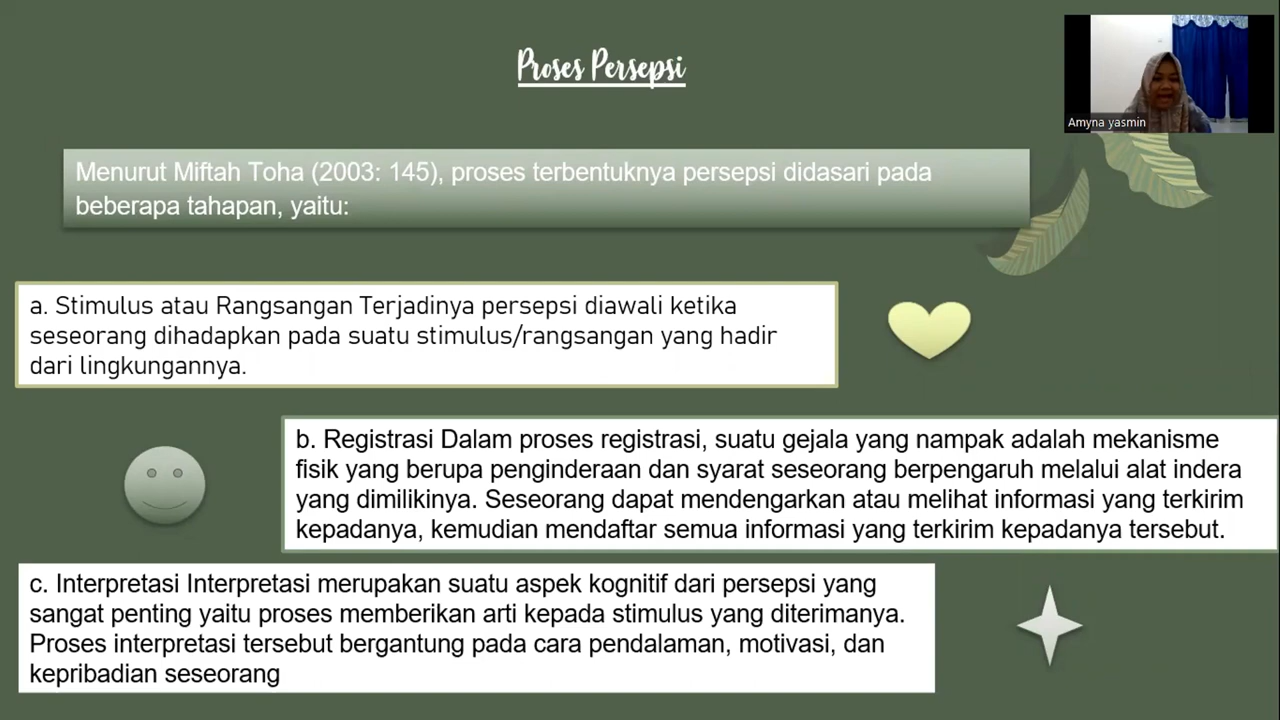 Proses Persepsi
Amyna yasmin
Menurut Miftah Toha (2003: 145), proses terbentuknya persepsi didasari pada
beberapa tahapan, yaitu:
a. Stimulus atau Rangsangan Terjadinya persepsi diawali ketika
seseorang dihadapkan pada suatu stimulus/rangsangan yang hadir
dari lingkungannya.
b. Registrasi Dalam proses registrasi, suatu gejala yang nampak adalah mekanisme
fisik yang berupa penginderaan dan syarat seseorang berpengaruh melalui alat indera
yang dimilikinya. Seseorang dapat mendengarkan atau melihat informasi yang terkirim
kepadanya, kemudian mendaftar semua informasi yang terkirim kepadanya tersebut.
c. Interpretasi Interpretasi merupakan suatu aspek kognitif dari persepsi yang
sangat penting yaitu proses memberikan arti kepada stimulus yang diterimanya.
Proses interpretasi tersebut bergantung pada cara pendalaman, motivasi, dan
kepribadian seseorang